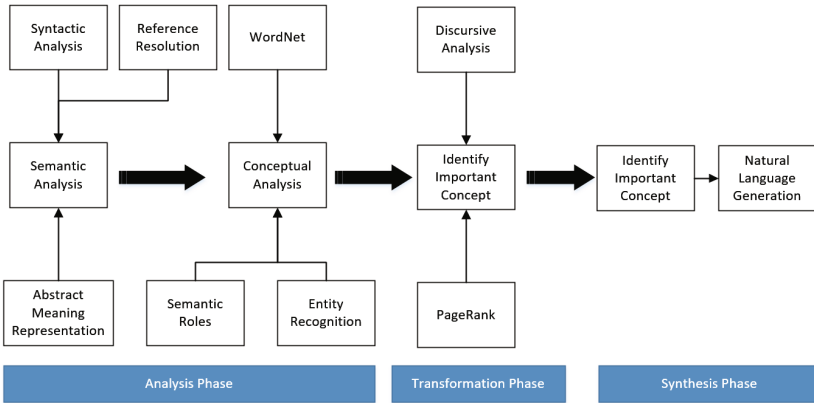 Syntactic
Analysis
Reference
Resolution
WordNet
Discursive
Analysis
Semantic
Analysis
Conceptual
Analysis
Identify
Important
Concept
Identify
Important
Concept
Natural
Language
Generation
Abstract
Meaning
Representation
Semantic
Roles
Entity
Recognition
PageRank
Analysis Phase
Transformation Phase
Synthesis Phase